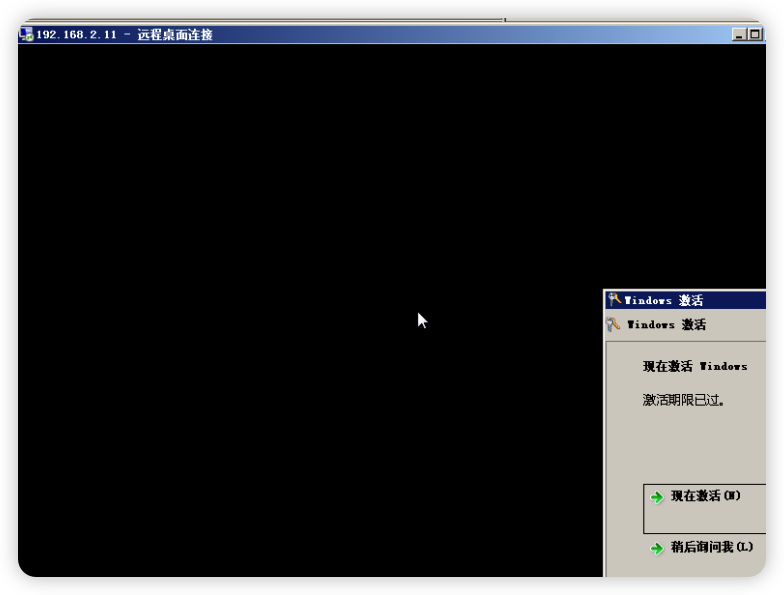 192.168.2.11 - 远程桌面连接
Windows 激活
Windows 激活
现在激活 Windows
激活期限已过。
现在激活(N)
稍后询问我(L)